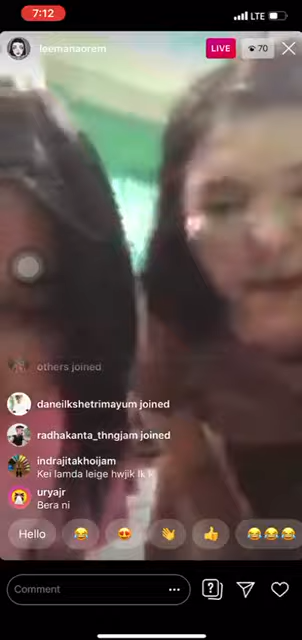 7:12
LTE
leemanaorem
LIVE
70
others joined
daneilkshetrimayum joined
radhakanta_thngjam joined
indrajitakhoijam
Kei lamda leige hwjik lk k
uryajr
Bera ni
Hello
Comment